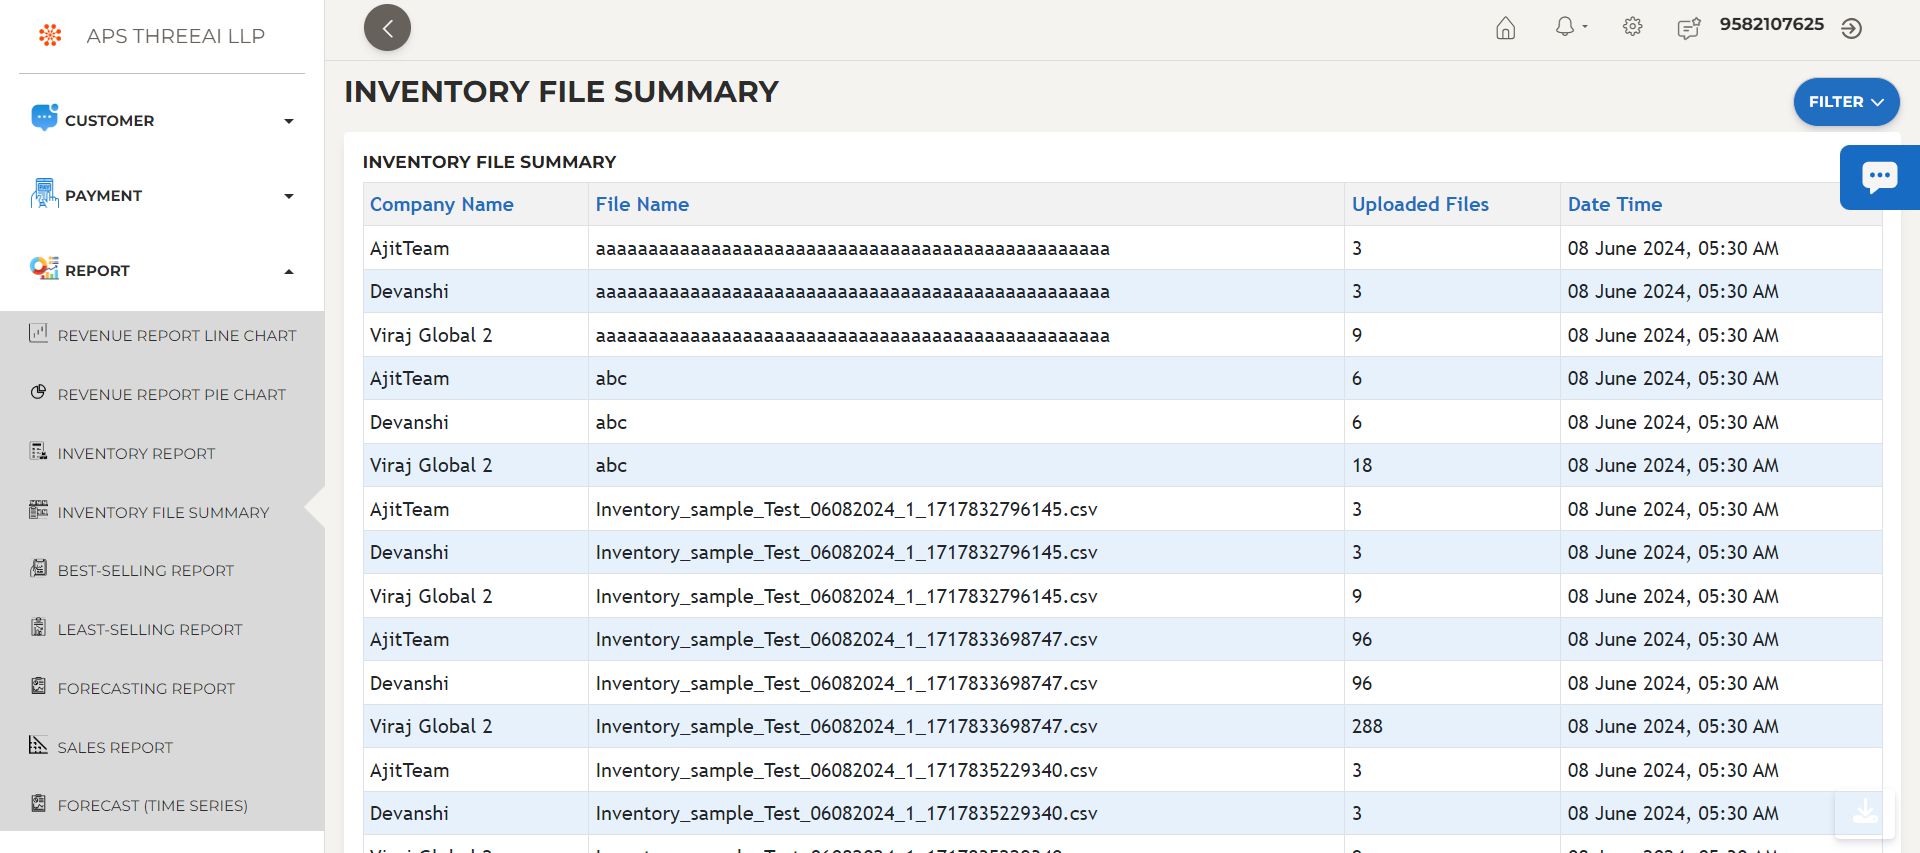 APS THREEAI LLP
CUSTOMER
PAYMENT
REPORT
REVENUE REPORT LINE CHART
REVENUE REPORT PIE CHART
INVENTORY REPORT
INVENTORY FILE SUMMARY
BEST-SELLING REPORT
LEAST-SELLING REPORT
FORECASTING REPORT
SALES REPORT
FORECAST (TIME SERIES)
9582107625
INVENTORY FILE SUMMARY
FILTER
INVENTORY FILE SUMMARY
Company Name File Name Uploaded Files Date Time
AjitTeam aaaaaaaaaaaaaaaaaaaaaaaaaaaaaaaaaaaaaaaaaaaaaaaaa 3 08 June 2024, 05:30 AM
Devanshi aaaaaaaaaaaaaaaaaaaaaaaaaaaaaaaaaaaaaaaaaaaaaaaaa 3 08 June 2024, 05:30 AM
Viraj Global 2 aaaaaaaaaaaaaaaaaaaaaaaaaaaaaaaaaaaaaaaaaaaaaaaaa 9 08 June 2024, 05:30 AM
AjitTeam abc 6 08 June 2024, 05:30 AM
Devanshi abc 6 08 June 2024, 05:30 AM
Viraj Global 2 abc 18 08 June 2024, 05:30 AM
AjitTeam Inventory_sample_Test_06082024_1_1717832796145.csv 3 08 June 2024, 05:30 AM
Devanshi Inventory_sample_Test_06082024_1_1717832796145.csv 3 08 June 2024, 05:30 AM
Viraj Global 2 Inventory_sample_Test_06082024_1_1717832796145.csv 9 08 June 2024, 05:30 AM
AjitTeam Inventory_sample_Test_06082024_1_1717833698747.csv 96 08 June 2024, 05:30 AM
Devanshi Inventory_sample_Test_06082024_1_1717833698747.csv 96 08 June 2024, 05:30 AM
Viraj Global 2 Inventory_sample_Test_06082024_1_1717833698747.csv 288 08 June 2024, 05:30 AM
AjitTeam Inventory_sample_Test_06082024_1_1717835229340.csv 3 08 June 2024, 05:30 AM
Devanshi Inventory_sample_Test_06082024_1_1717835229340.csv 3 08 June 2024, 05:30 AM